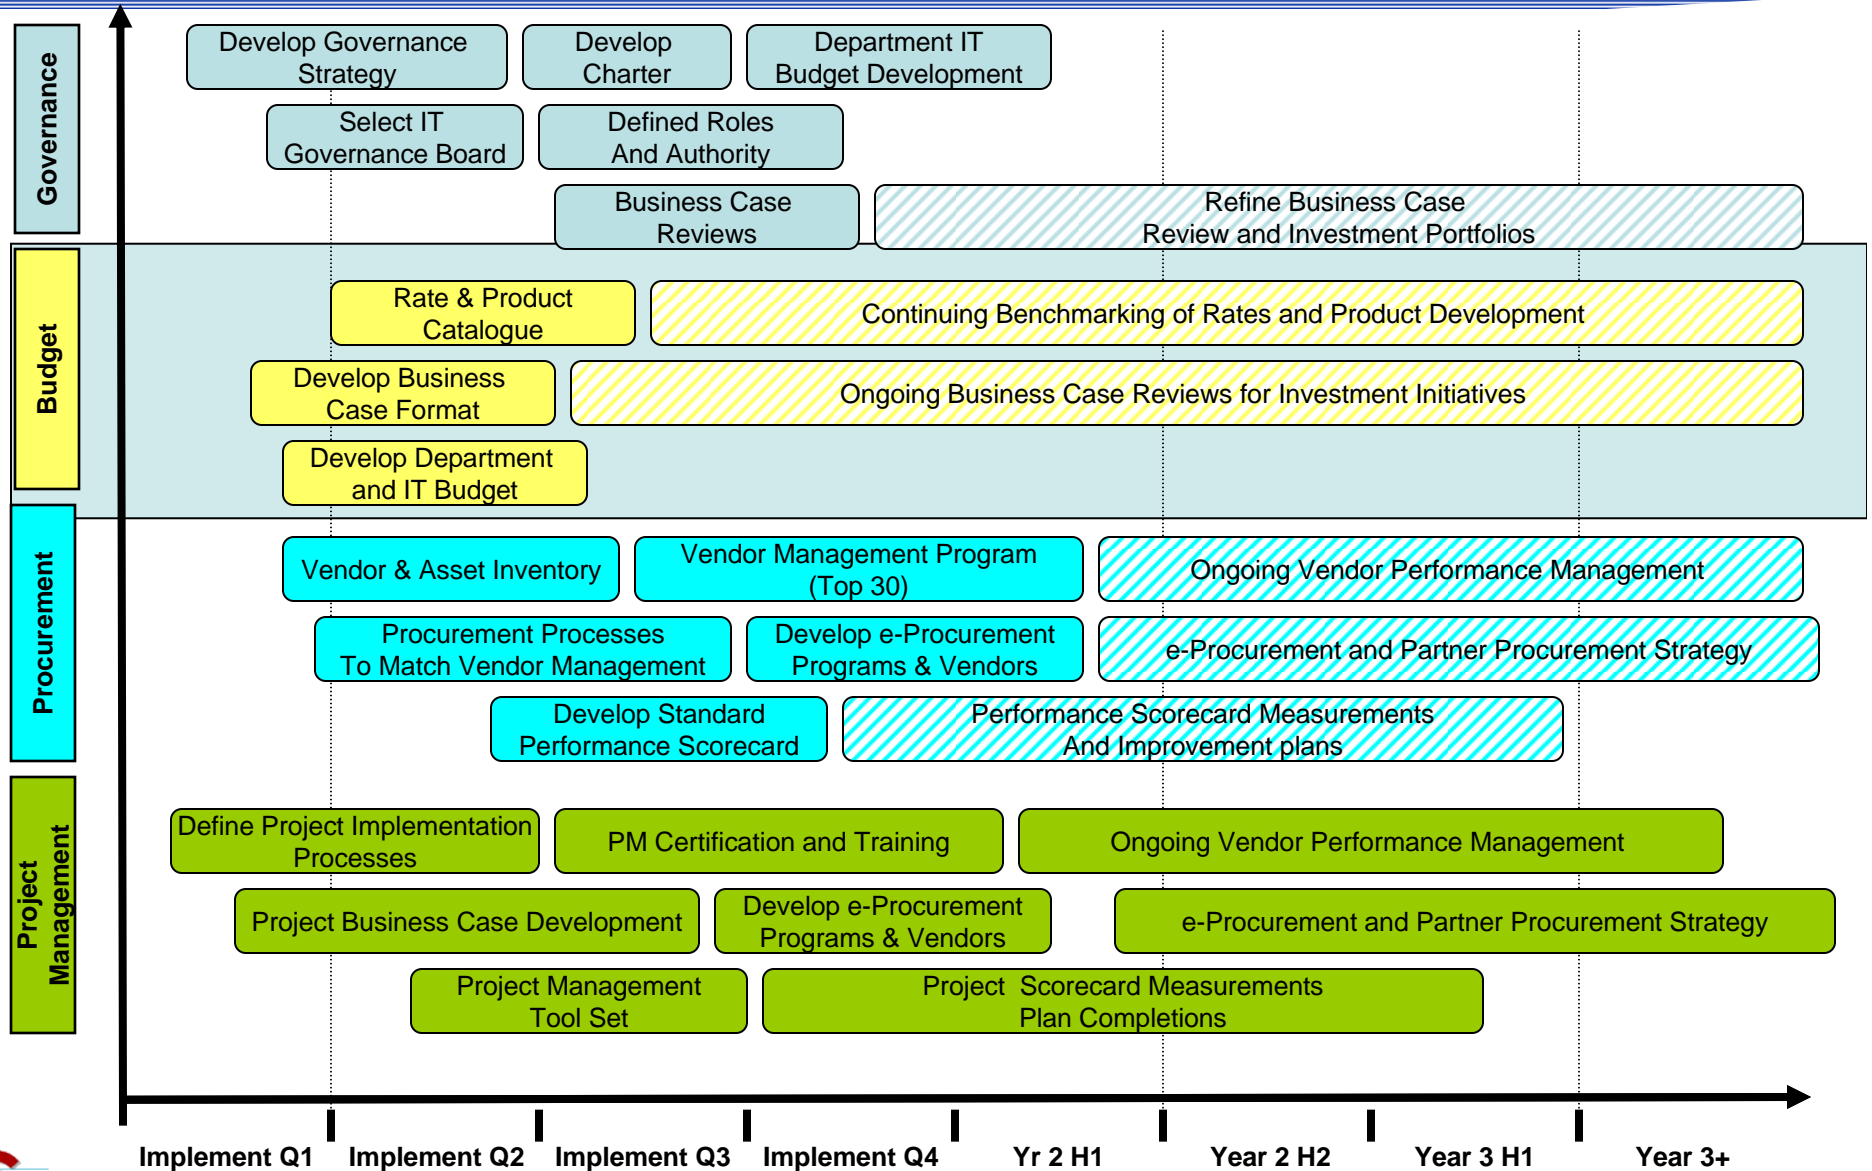 Governance
Develop Governance
Strategy
Develop
Charter
Department IT
Budget Development
Select IT
Governance Board
Defined Roles
And Authority
Business Case
Reviews
Refine Business Case
Review and Investment Portfolios
Budget
Rate & Product
Catalogue
Continuing Benchmarking of Rates and Product Development
Develop Business
Case Format
Ongoing Business Case Reviews for Investment Initiatives
Develop Department
and IT Budget
Procurement
Vendor & Asset Inventory
Vendor Management Program
(Top 30)
Ongoing Vendor Performance Management
Procurement Processes
To Match Vendor Management
Develop e-Procurement
Programs & Vendors
e-Procurement and Partner Procurement Strategy
Develop Standard
Performance Scorecard
Performance Scorecard Measurements
And Improvement plans
Project
Management
Define Project Implementation
Processes
PM Certification and Training
Ongoing Vendor Performance Management
Project Business Case Development
Develop e-Procurement
Programs & Vendors
e-Procurement and Partner Procurement Strategy
Project Management
Tool Set
Project Scorecard Measurements
Plan Completions
Implement Q1 Implement Q2 Implement Q3 Implement Q4 Yr 2 H1 Year 2 H2 Year 3 H1 Year 3+